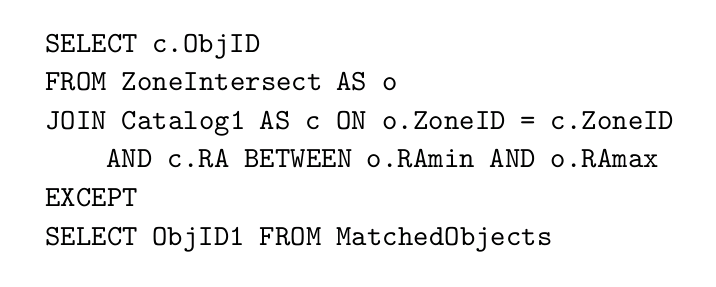 SELECT c.ObjID
FROM ZoneIntersect AS o
JOIN Catalog1 AS c ON o.ZoneID = c.ZoneID
    AND c.RA BETWEEN o.RAmin AND o.RAmax
EXCEPT
SELECT ObjID1 FROM MatchedObjects